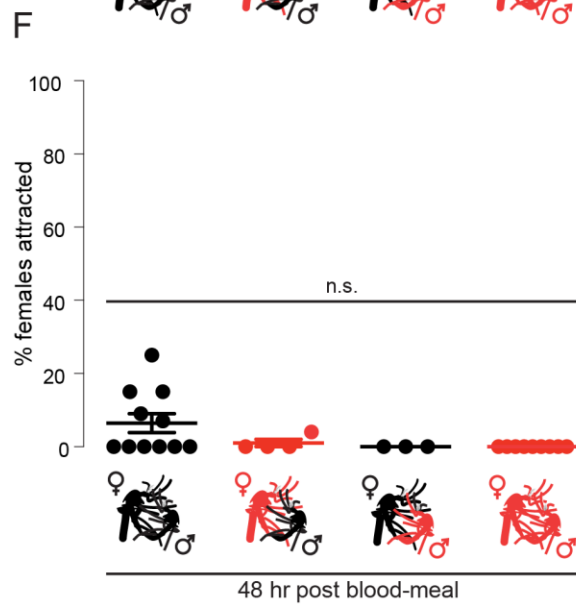 ♂ ♂ ♂ ♂
F
% females attracted
100
80
60
40
20
0
n.s.
♀ ♂ ♀ ♂ ♀ ♂ ♀ ♂
48 hr post blood-meal